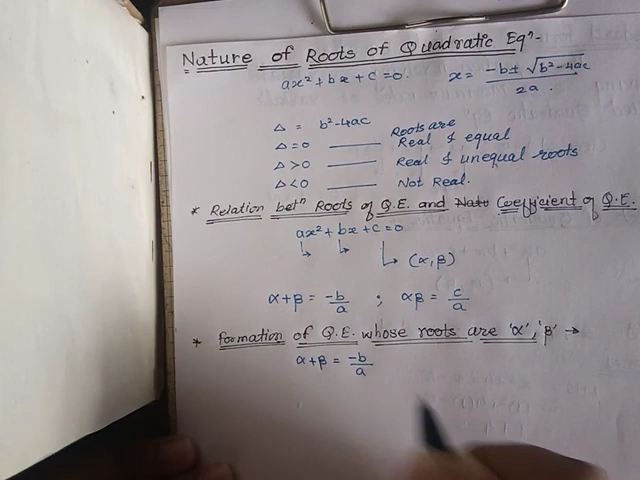 Nature of Roots of Quadratic Eqⁿ-
ax² + bx + c = 0. x = -b ± √b²-4ac / 2a.
Δ = b²-4ac
Roots are
Δ = 0 —— Real & equal
Δ > 0 —— Real & unequal roots
Δ < 0 —— Not Real.
* Relation betⁿ Roots of Q.E. and Natu Coefficient of Q.E.
ax² + bx + c = 0
↳ ↳ ↳ (α, β)
α+β = -b/a ; αβ = c/a
* Formation of Q.E. whose roots are 'α', 'β' →
α+β = -b/a